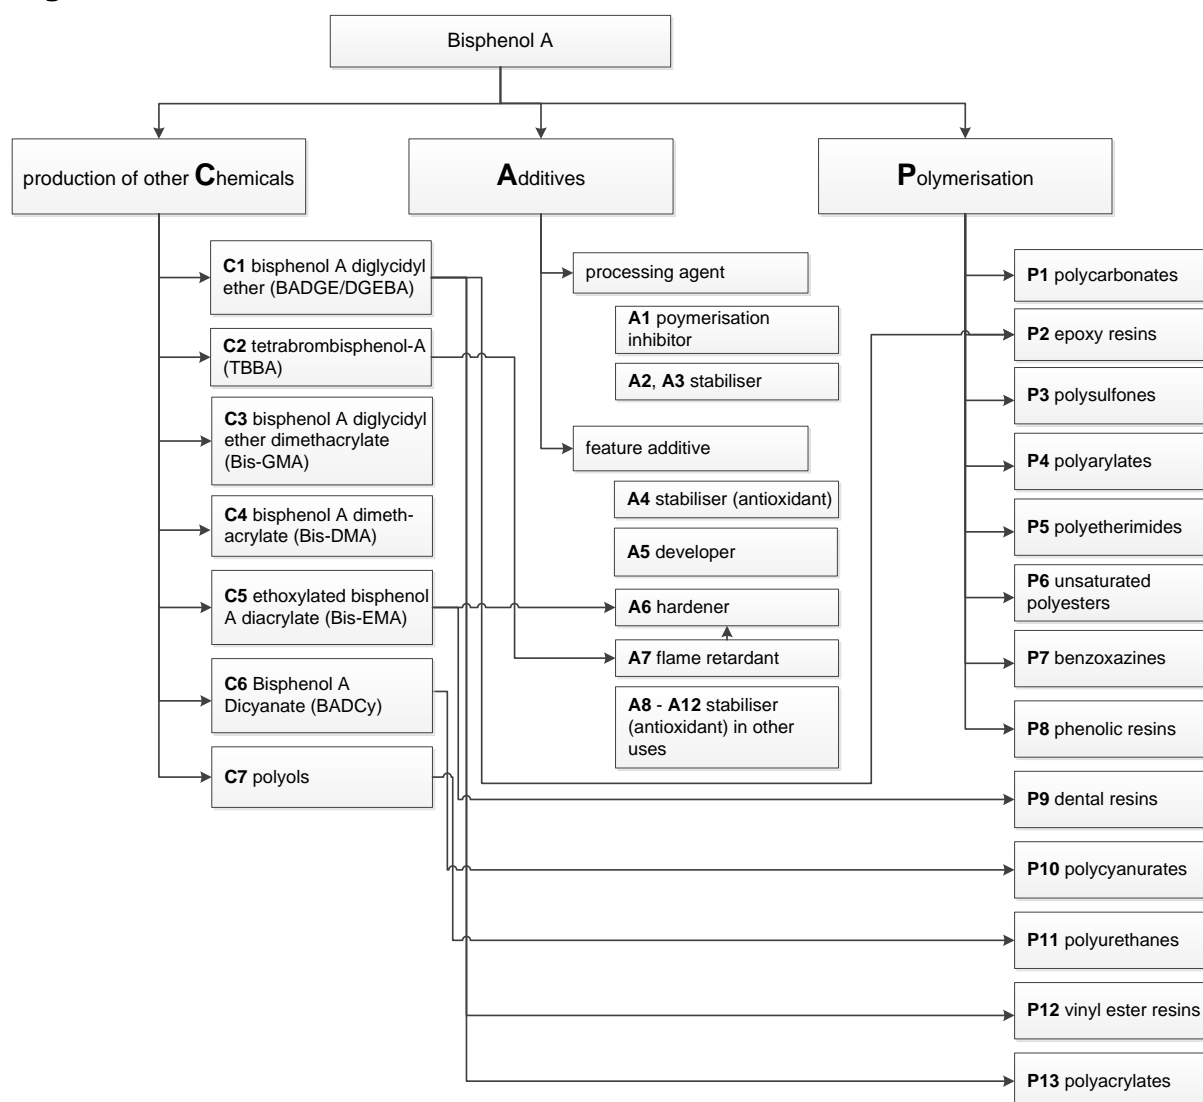 Bisphenol A
production of other Chemicals
Additives
Polymerisation
C1 bisphenol A diglycidyl
ether (BADGE/DGEBA)
C2 tetrabrombisphenol-A
(TBBA)
C3 bisphenol A diglycidyl
ether dimethacrylate
(Bis-GMA)
C4 bisphenol A dimeth-
acrylate (Bis-DMA)
C5 ethoxylated bisphenol
A diacrylate (Bis-EMA)
C6 Bisphenol A
Dicyanate (BADCy)
C7 polyols
processing agent
A1 poymerisation
inhibitor
A2, A3 stabiliser
feature additive
A4 stabiliser (antioxidant)
A5 developer
A6 hardener
A7 flame retardant
A8 - A12 stabiliser
(antioxidant) in other
uses
P1 polycarbonates
P2 epoxy resins
P3 polysulfones
P4 polyarylates
P5 polyetherimides
P6 unsaturated
polyesters
P7 benzoxazines
P8 phenolic resins
P9 dental resins
P10 polycyanurates
P11 polyurethanes
P12 vinyl ester resins
P13 polyacrylates